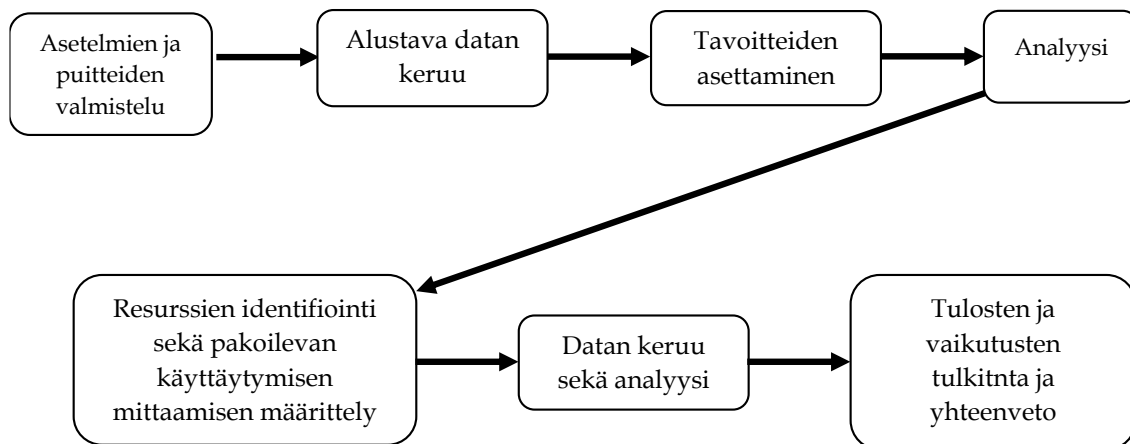 Asetelmien ja
puitteiden
valmistelu
Alustava datan
keruu
Tavoitteiden
asettaminen
Analyysi
Resurssien identifiointi
sekä pakoilevan
käyttäytymisen
mittaamisen määrittely
Datan keruu
sekä analyysi
Tulosten ja
vaikutusten
tulkitnta ja
yhteenveto